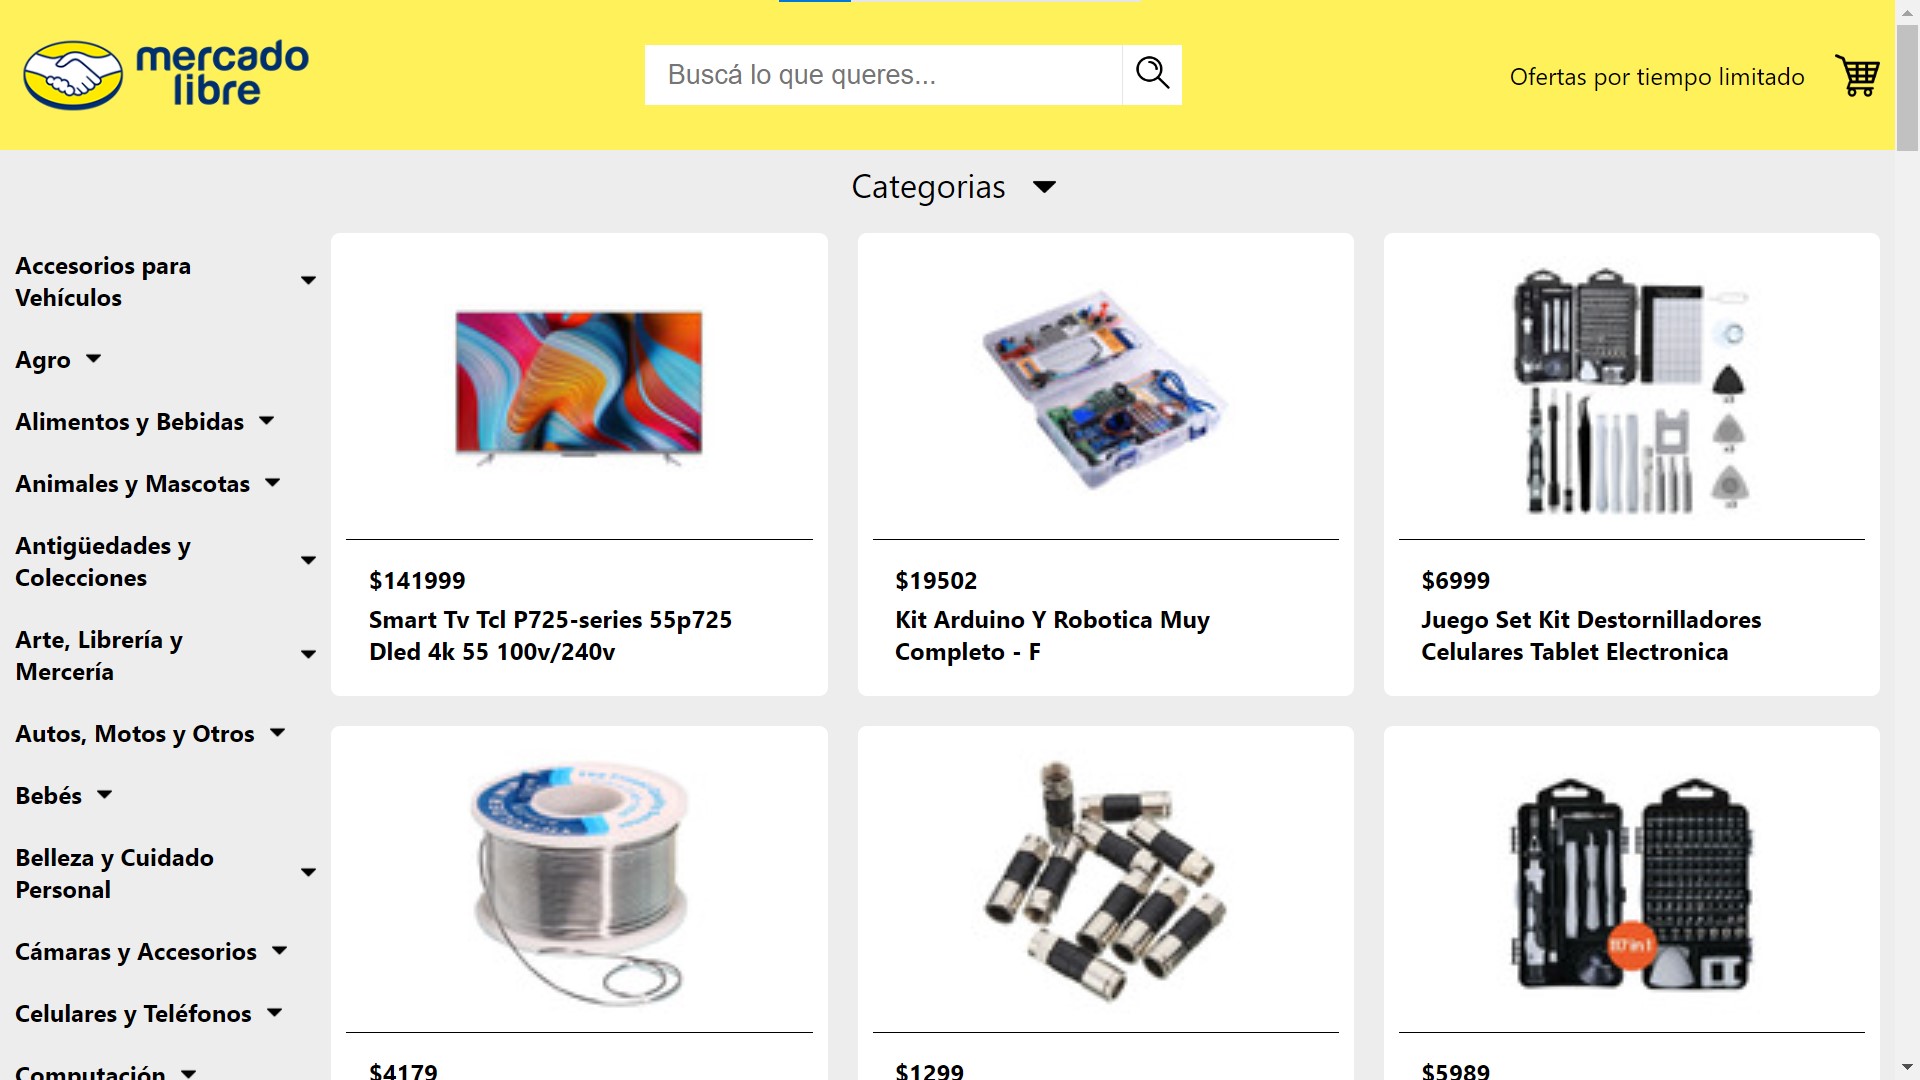 mercado
libre
Buscá lo que queres...
Ofertas por tiempo limitado
Categorias
Accesorios para
Vehículos
Agro
Alimentos y Bebidas
Animales y Mascotas
Antigüedades y
Colecciones
Arte, Librería y
Mercería
Autos, Motos y Otros
Bebés
Belleza y Cuidado
Personal
Cámaras y Accesorios
Celulares y Teléfonos
Computación
$141999
Smart Tv Tcl P725-series 55p725
Dled 4k 55 100v/240v
$19502
Kit Arduino Y Robotica Muy
Completo - F
$6999
Juego Set Kit Destornilladores
Celulares Tablet Electronica
117 in 1
$4179
$1299
$5989